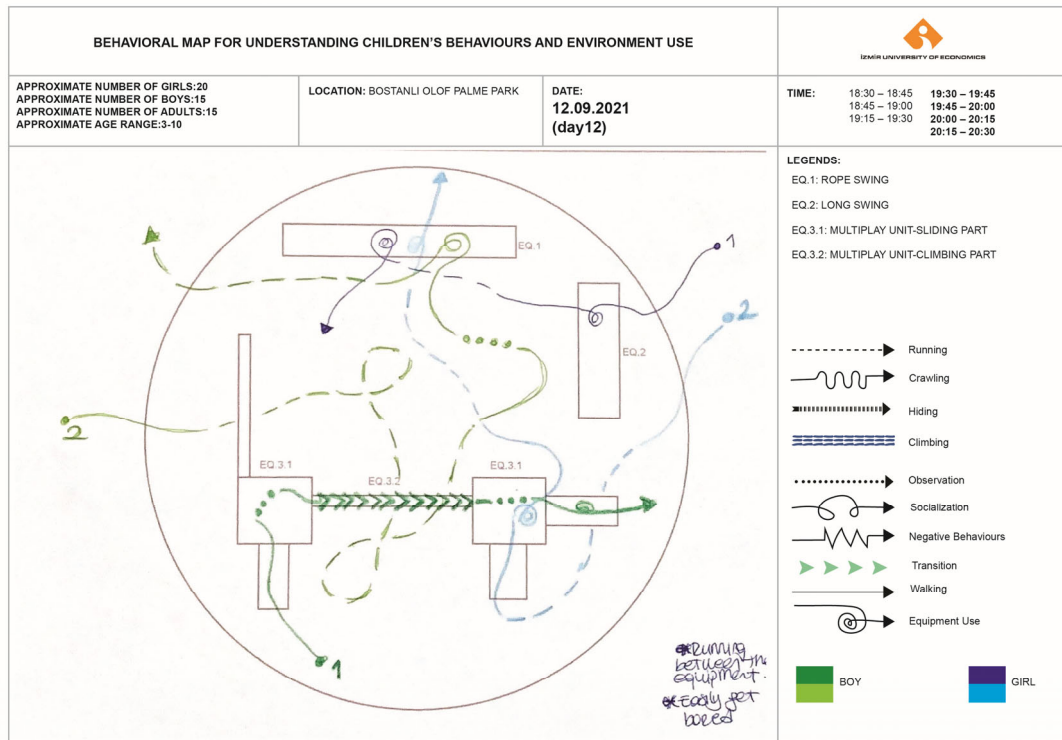 BEHAVIORAL MAP FOR UNDERSTANDING CHILDREN'S BEHAVIOURS AND ENVIRONMENT USE
İZMİR UNIVERSITY OF ECONOMICS
APPROXIMATE NUMBER OF GIRLS:20
APPROXIMATE NUMBER OF BOYS:15
APPROXIMATE NUMBER OF ADULTS:15
APPROXIMATE AGE RANGE:3-10
LOCATION: BOSTANLI OLOF PALME PARK
DATE:
12.09.2021
(day12)
TIME:
18:30 – 18:45 19:30 – 19:45
18:45 – 19:00 19:45 – 20:00
19:15 – 19:30 20:00 – 20:15
20:15 – 20:30
EQ.1
1
2
EQ.2
2
EQ.3.1
EQ.3.2
EQ.3.1
1
*Running
between the
equipment.
*Easily get
bored
LEGENDS:
EQ.1: ROPE SWING
EQ.2: LONG SWING
EQ.3.1: MULTIPLAY UNIT-SLIDING PART
EQ.3.2: MULTIPLAY UNIT-CLIMBING PART
Running
Crawling
Hiding
Climbing
Observation
Socialization
Negative Behaviours
Transition
Walking
Equipment Use
BOY
GIRL